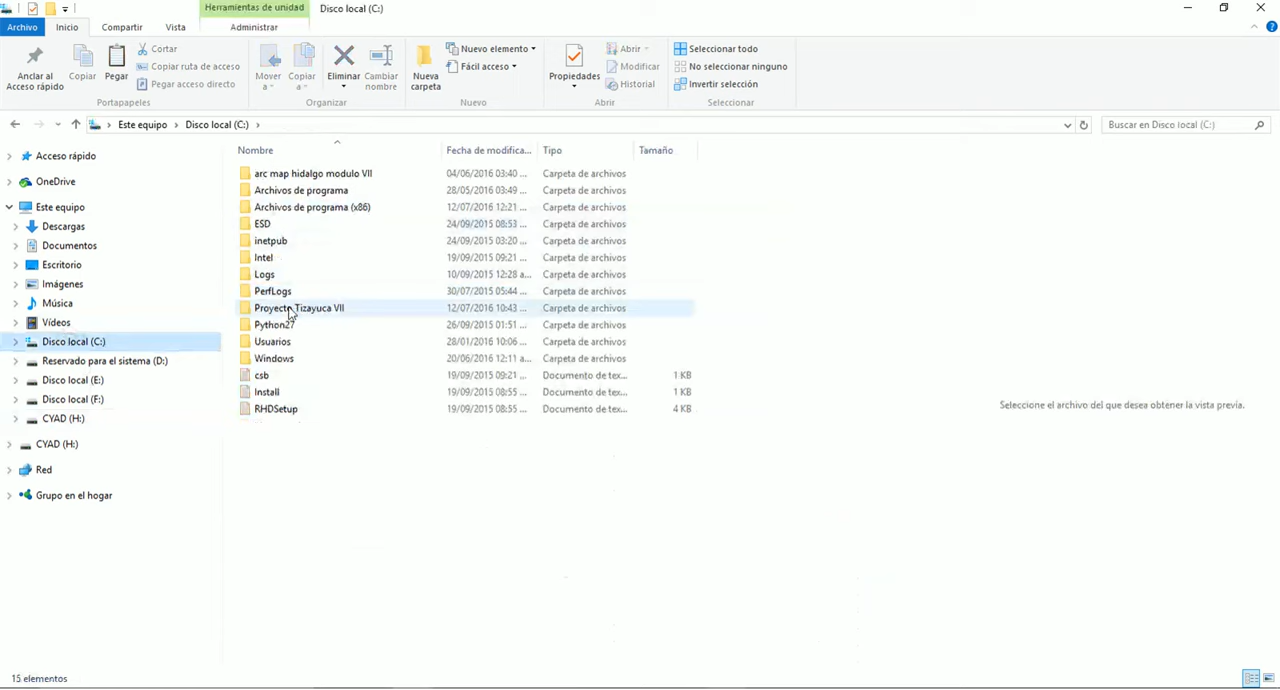 Herramientas de unidad
Disco local (C:)
Archivo
Inicio
Compartir
Vista
Administrar
Anclar al
Acceso rápido
Copiar
Pegar
Cortar
Copiar ruta de acceso
Pegar acceso directo
Portapapeles
Mover
a
Copiar
a
Eliminar
Cambiar
nombre
Organizar
Nueva
carpeta
Nuevo elemento
Fácil acceso
Nuevo
Propiedades
Abrir
Modificar
Historial
Abrir
Seleccionar todo
No seleccionar ninguno
Invertir selección
Seleccionar
Este equipo > Disco local (C:) >
Buscar en Disco local (C:)
Acceso rápido
OneDrive
Este equipo
Descargas
Documentos
Escritorio
Imágenes
Música
Vídeos
Disco local (C:)
Reservado para el sistema (D:)
Disco local (E:)
Disco local (F:)
CYAD (H:)
CYAD (H:)
Red
Grupo en el hogar
Nombre Fecha de modifica... Tipo Tamaño
arc map hidalgo modulo VII 04/06/2016 03:40 ... Carpeta de archivos
Archivos de programa 28/05/2016 03:49 ... Carpeta de archivos
Archivos de programa (x86) 12/07/2016 12:21 ... Carpeta de archivos
ESD 24/09/2015 08:53 ... Carpeta de archivos
inetpub 24/09/2015 03:20 ... Carpeta de archivos
Intel 19/09/2015 09:21 ... Carpeta de archivos
Logs 10/09/2015 12:28 a... Carpeta de archivos
PerfLogs 30/07/2015 05:44 ... Carpeta de archivos
Proyecto Tizayuca VII 12/07/2016 10:43 ... Carpeta de archivos
Python27 26/09/2015 01:51 ... Carpeta de archivos
Usuarios 28/01/2016 10:06 ... Carpeta de archivos
Windows 20/06/2016 12:11 a... Carpeta de archivos
csb 19/09/2015 09:21 ... Documento de tex... 1 KB
Install 19/09/2015 08:55 ... Documento de tex... 1 KB
RHDSetup 19/09/2015 08:55 ... Documento de tex... 4 KB
Seleccione el archivo del que desea obtener la vista previa.
15 elementos